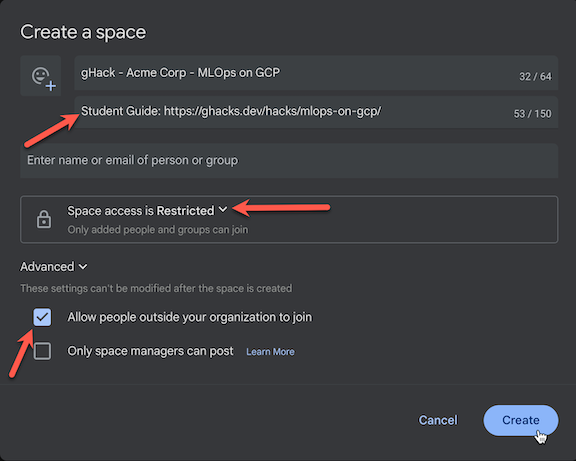 Create a space
gHack - Acme Corp - MLOps on GCP
32 / 64
Student Guide: https://ghacks.dev/hacks/mlops-on-gcp/
53 / 150
Enter name or email of person or group
Space access is Restricted
Only added people and groups can join
Advanced
These settings can't be modified after the space is created
Allow people outside your organization to join
Only space managers can post Learn More
Cancel Create